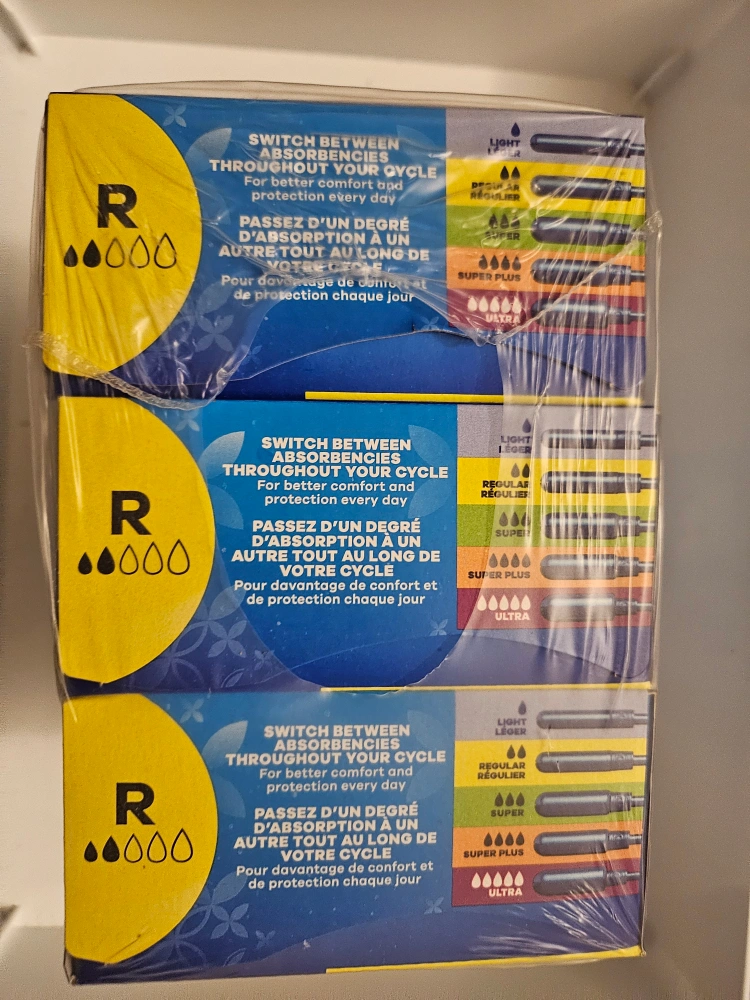 R
SWITCH BETWEEN
ABSORBENCIES
THROUGHOUT YOUR CYCLE
For better comfort and
protection every day
PASSEZ D'UN DEGRÉ
D'ABSORPTION À UN
AUTRE TOUT AU LONG DE
VOTRE CYCLE
Pour davantage de confort et
de protection chaque jour
LIGHT
LÉGER
REGULAR
RÉGULIER
SUPER
SUPER PLUS
ULTRA
R
SWITCH BETWEEN
ABSORBENCIES
THROUGHOUT YOUR CYCLE
For better comfort and
protection every day
PASSEZ D'UN DEGRÉ
D'ABSORPTION À UN
AUTRE TOUT AU LONG DE
VOTRE CYCLE
Pour davantage de confort et
de protection chaque jour
LIGHT
LÉGER
REGULAR
RÉGULIER
SUPER
SUPER PLUS
ULTRA
R
SWITCH BETWEEN
ABSORBENCIES
THROUGHOUT YOUR CYCLE
For better comfort and
protection every day
PASSEZ D'UN DEGRÉ
D'ABSORPTION À UN
AUTRE TOUT AU LONG DE
VOTRE CYCLE
Pour davantage de confort et
de protection chaque jour
LIGHT
LÉGER
REGULAR
RÉGULIER
SUPER
SUPER PLUS
ULTRA